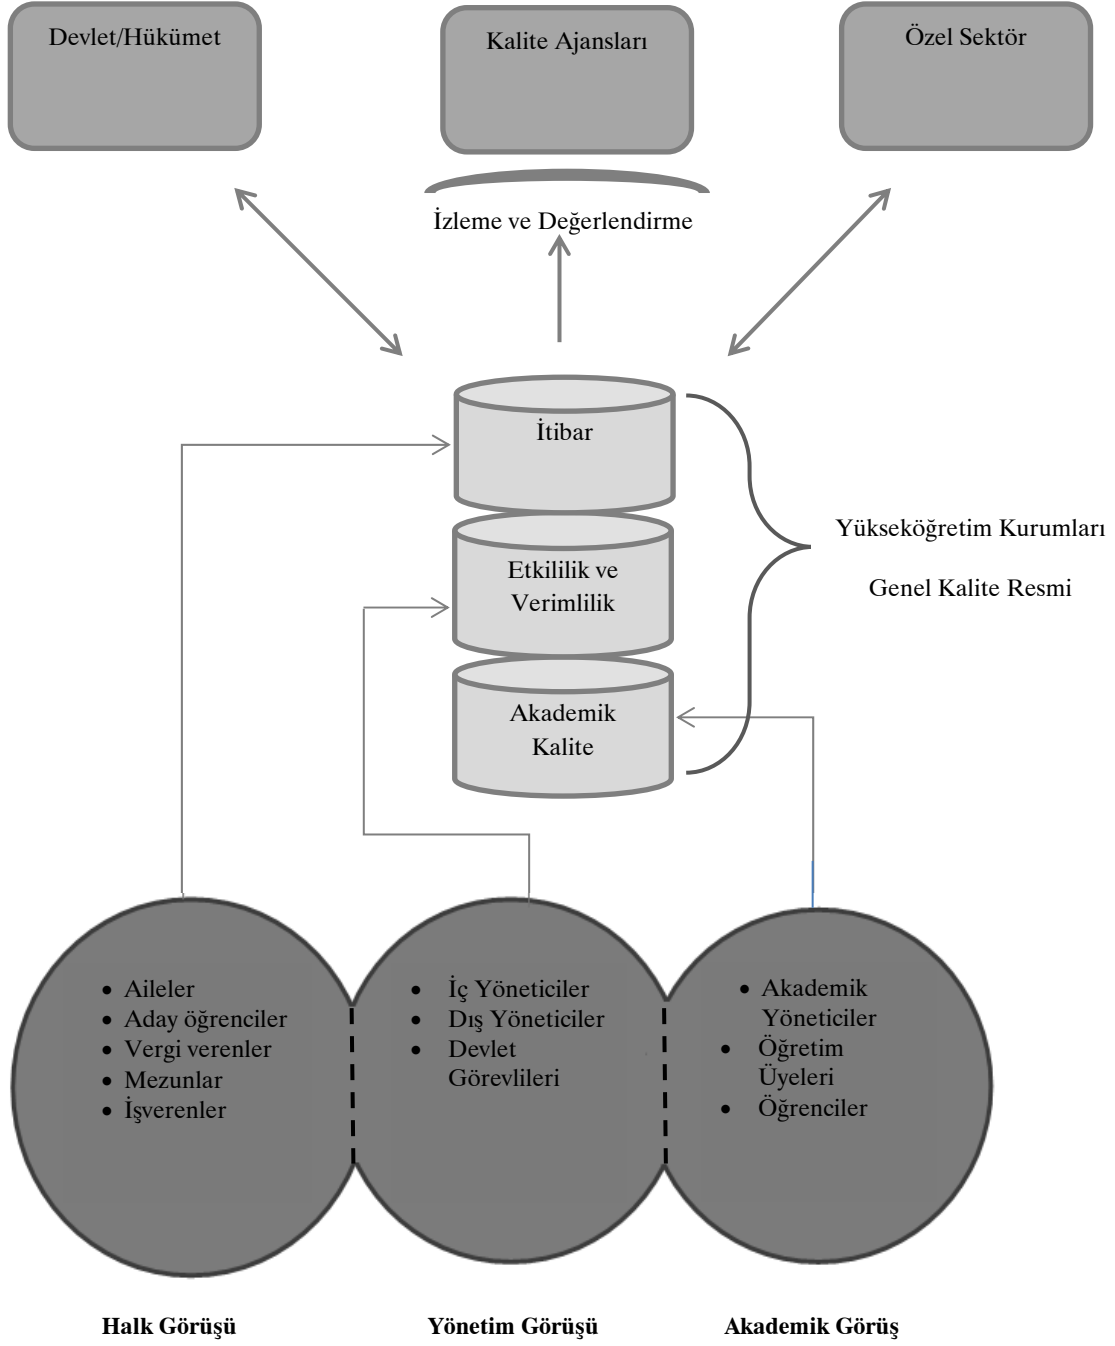 Devlet/Hükümet
Kalite Ajansları
Özel Sektör
İzleme ve Değerlendirme
İtibar
Etkililik ve
Verimlilik
Akademik
Kalite
Yükseköğretim Kurumları
Genel Kalite Resmi
• Aileler
• Aday öğrenciler
• Vergi verenler
• Mezunlar
• İşverenler
• İç Yöneticiler
• Dış Yöneticiler
• Devlet
Görevlileri
• Akademik
Yöneticiler
• Öğretim
Üyeleri
• Öğrenciler
Halk Görüşü
Yönetim Görüşü
Akademik Görüş